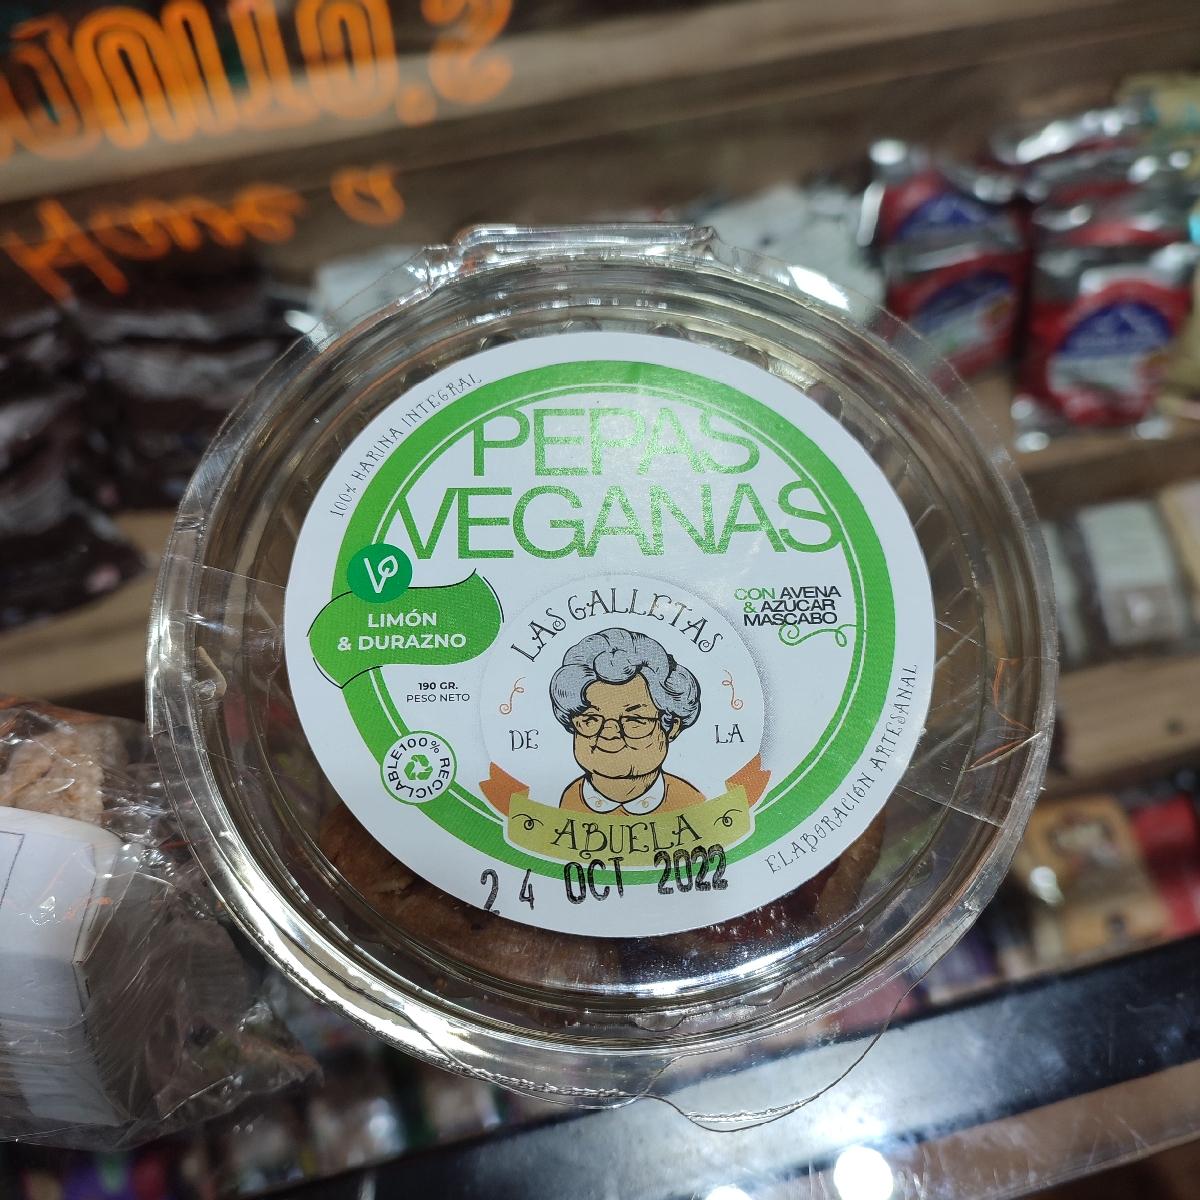 Have a
100% HARINA INTEGRAL
PEPAS
VEGANAS
LIMÓN
& DURAZNO
CON AVENA
& AZÚCAR
MASCABO
190 GR.
PESO NETO
100% RECICLABLE
LAS GALLETAS
DE LA
ABUELA
ELABORACIÓN ARTESANAL
24 OCT 2022